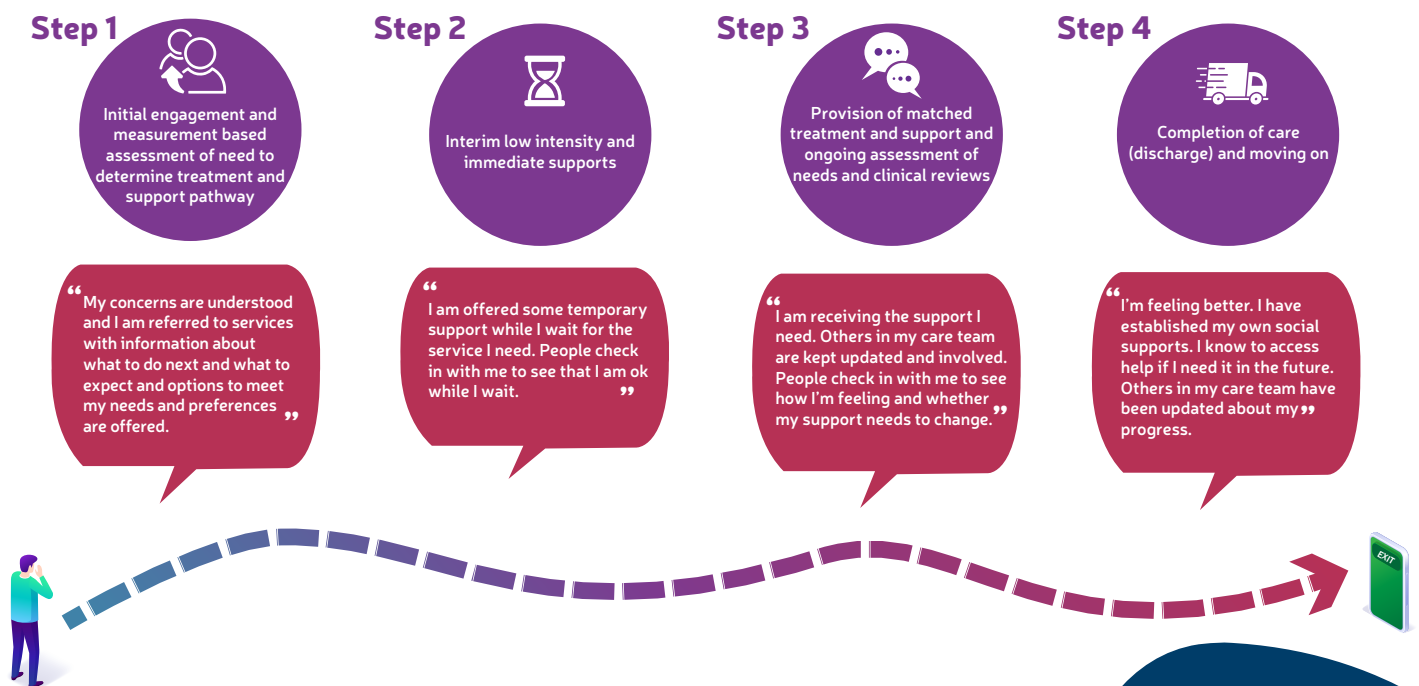 Step 1
Initial engagement and
measurement based
assessment of need to
determine treatment and
support pathway
Step 2
Interim low intensity and
immediate supports
Step 3
Provision of matched
treatment and support and
ongoing assessment of
needs and clinical reviews
Step 4
Completion of care
(discharge) and moving on
“My concerns are understood
and I am referred to services
with information about
what to do next and what to
expect and options to meet
my needs and preferences
are offered.”
“I am offered some temporary
support while I wait for the
service I need. People check
in with me to see that I am ok
while I wait.”
“I am receiving the support I
need. Others in my care team
are kept updated and involved.
People check in with me to see
how I’m feeling and whether
my support needs to change.”
“I’m feeling better. I have
established my own social
supports. I know to access
help if I need it in the future.
Others in my care team have
been updated about my
progress.”
EXIT